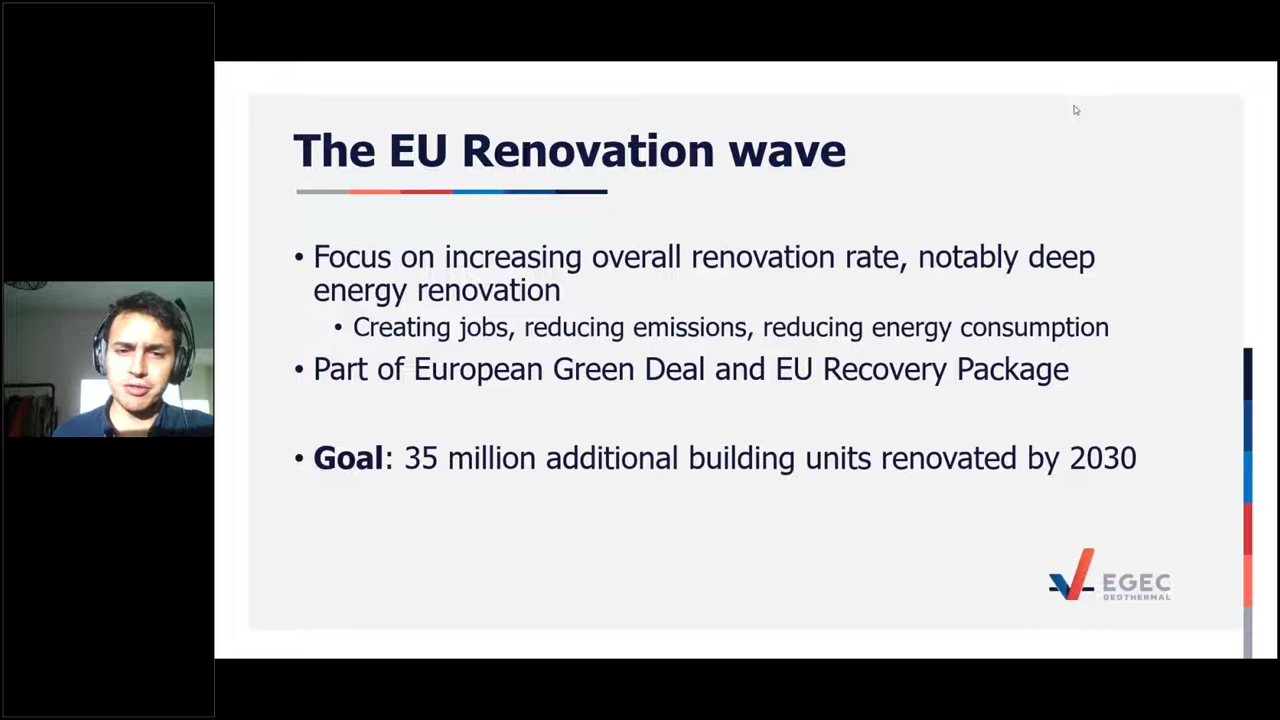 The EU Renovation wave
• Focus on increasing overall renovation rate, notably deep
energy renovation
• Creating jobs, reducing emissions, reducing energy consumption
• Part of European Green Deal and EU Recovery Package
• Goal: 35 million additional building units renovated by 2030
EGEC
GEOTHERMAL